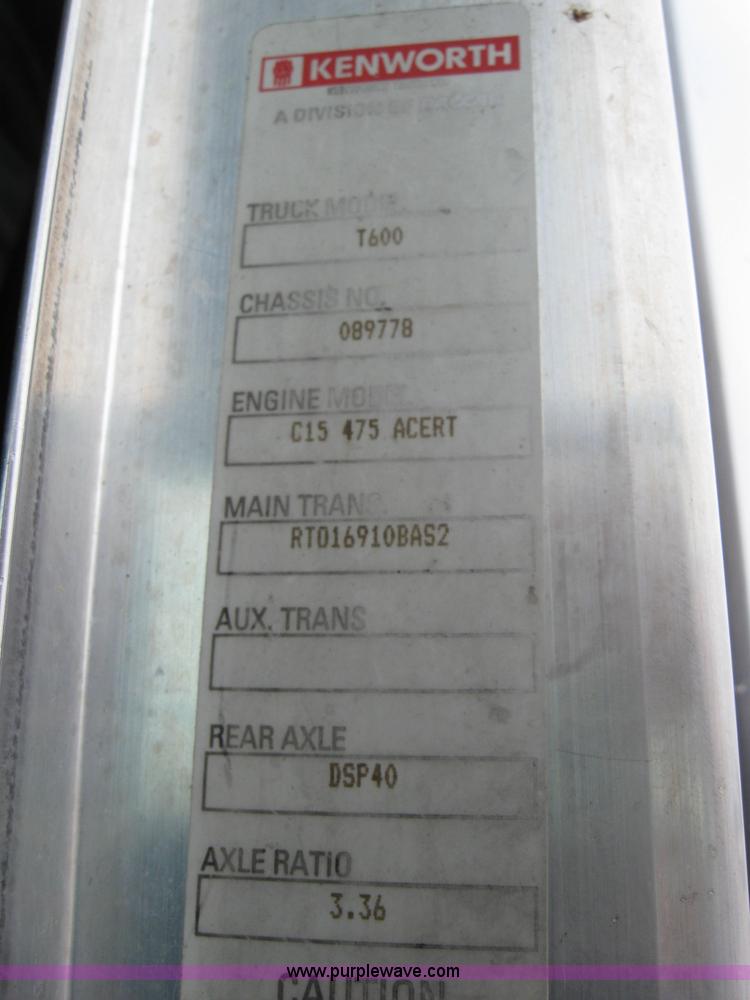 KENWORTH
A DIVISION OF PACCAR
TRUCK MODEL
T600
CHASSIS NO.
089778
ENGINE MODEL
C15 475 ACERT
MAIN TRANS.
RTO16910BAS2
AUX. TRANS
REAR AXLE
DSP40
AXLE RATIO
3.36
www.purplewave.com
CAUTION